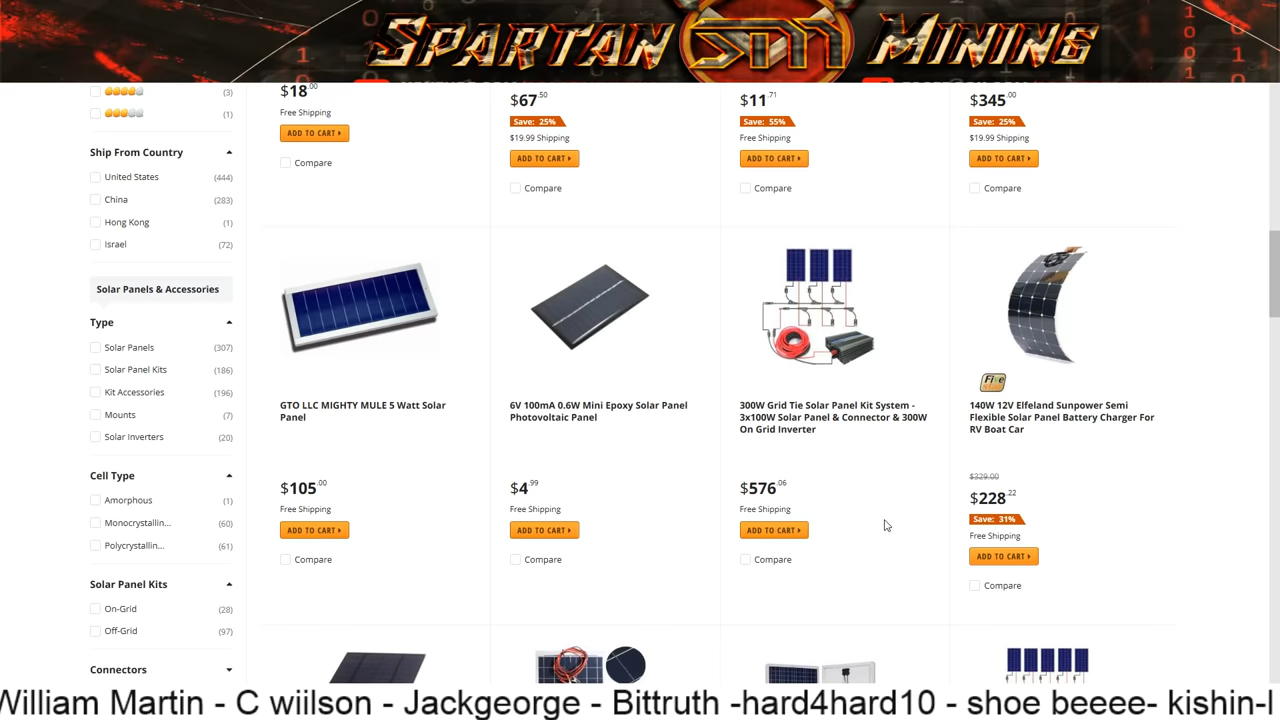 SPARTAN SM MINING
(3)
(1)
Ship From Country
United States (444)
China (283)
Hong Kong (1)
Israel (72)
Solar Panels & Accessories
Type
Solar Panels (307)
Solar Panel Kits (186)
Kit Accessories (196)
Mounts (7)
Solar Inverters (20)
Cell Type
Amorphous (1)
Monocrystallin... (60)
Polycrystallin... (61)
Solar Panel Kits
On-Grid (28)
Off-Grid (97)
Connectors
$18.00
Free Shipping
ADD TO CART
Compare
$67.50
Save: 25%
$19.99 Shipping
ADD TO CART
Compare
$11.71
Save: 55%
Free Shipping
ADD TO CART
Compare
$345.00
Save: 25%
$19.99 Shipping
ADD TO CART
Compare
GTO LLC MIGHTY MULE 5 Watt Solar
Panel
$105.00
Free Shipping
ADD TO CART
Compare
6V 100mA 0.6W Mini Epoxy Solar Panel
Photovoltaic Panel
$4.99
Free Shipping
ADD TO CART
Compare
300W Grid Tie Solar Panel Kit System -
3x100W Solar Panel & Connector & 300W
On Grid Inverter
$576.06
Free Shipping
ADD TO CART
Compare
Five
star
140W 12V Elfeland Sunpower Semi
Flexible Solar Panel Battery Charger For
RV Boat Car
$329.00
$228.22
Save: 31%
Free Shipping
ADD TO CART
Compare
William Martin - C wiilson - Jackgeorge - Bittruth -hard4hard10 - shoe beeee- kishin-l